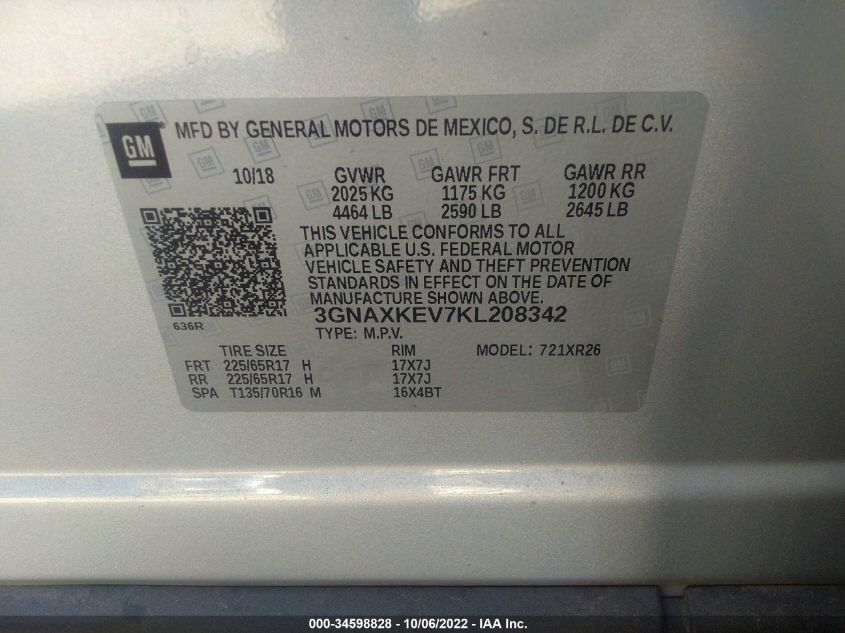 GM MFD BY GENERAL MOTORS DE MEXICO, S. DE R.L. DE C.V.
10/18 GVWR GAWR FRT GAWR RR
2025 KG 1175 KG 1200 KG
4464 LB 2590 LB 2645 LB
THIS VEHICLE CONFORMS TO ALL
APPLICABLE U.S. FEDERAL MOTOR
VEHICLE SAFETY AND THEFT PREVENTION
STANDARDS IN EFFECT ON THE DATE OF
MANUFACTURE SHOWN ABOVE.
3GNAXKEV7KL208342
636R TYPE: M.P.V.
TIRE SIZE RIM MODEL: 721XR26
FRT 225/65R17 H 17X7J
RR 225/65R17 H 17X7J
SPA T135/70R16 M 16X4BT
000-34598828 - 10/06/2022 - IAA Inc.